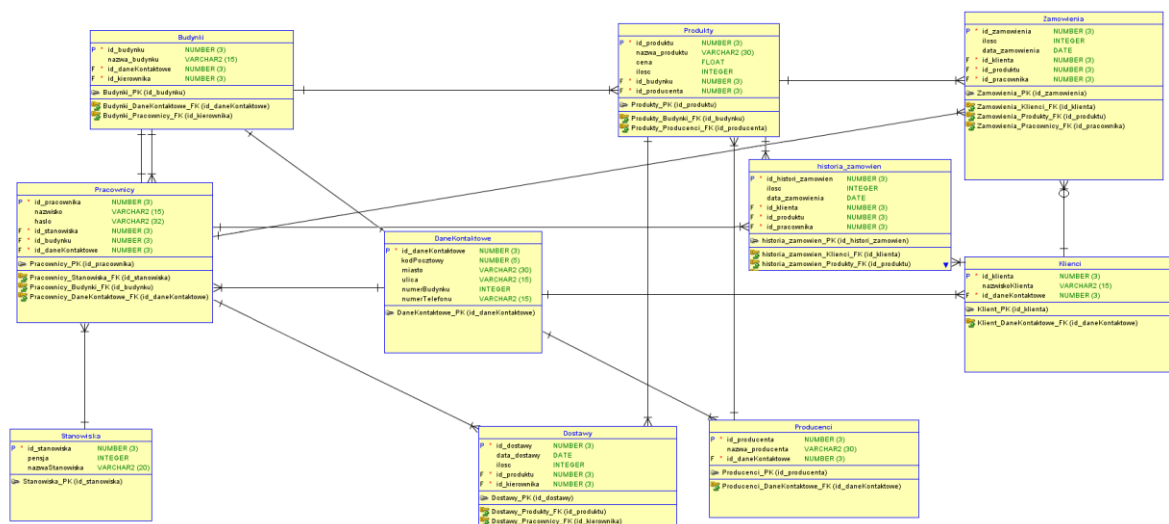 Budynki
P * id_budynku NUMBER (3)
nazwa_budynku VARCHAR2 (15)
F * id_daneKontaktowe NUMBER (3)
F * id_kierownika NUMBER (3)
Budynki_PK (id_budynku)
Budynki_DaneKontaktowe_FK (id_daneKontaktowe)
Budynki_Pracownicy_FK (id_kierownika)
Produkty
P * id_produktu NUMBER (3)
nazwa_produktu VARCHAR2 (30)
cena FLOAT
ilosc INTEGER
F * id_budynku NUMBER (3)
F * id_producenta NUMBER (3)
Produkty_PK (id_produktu)
Produkty_Budynki_FK (id_budynku)
Produkty_Producenci_FK (id_producenta)
Zamowienia
P * id_zamowienia NUMBER (3)
ilosc INTEGER
data_zamowienia DATE
F * id_klienta NUMBER (3)
F * id_produktu NUMBER (3)
F * id_pracownika NUMBER (3)
Zamowienia_PK (id_zamowienia)
Zamowienia_Klienci_FK (id_klienta)
Zamowienia_Produkty_FK (id_produktu)
Zamowienia_Pracownicy_FK (id_pracownika)
Pracownicy
P * id_pracownika NUMBER (3)
nazwisko VARCHAR2 (15)
haslo VARCHAR2 (32)
F * id_stanowiska NUMBER (3)
F * id_budynku NUMBER (3)
F * id_daneKontaktowe NUMBER (3)
Pracownicy_PK (id_pracownika)
Pracownicy_Stanowiska_FK (id_stanowiska)
Pracownicy_Budynki_FK (id_budynku)
Pracownicy_DaneKontaktowe_FK (id_daneKontaktowe)
historia_zamowien
P * id_histori_zamowien NUMBER (3)
ilosc INTEGER
data_zamowienia DATE
F * id_klienta NUMBER (3)
F * id_produktu NUMBER (3)
F * id_pracownika NUMBER (3)
historia_zamowien_PK (id_histori_zamowien)
historia_zamowien_Klienci_FK (id_klienta)
historia_zamowien_Produkty_FK (id_produktu)
DaneKontaktowe
P * id_daneKontaktowe NUMBER (3)
kodPocztowy NUMBER (5)
miasto VARCHAR2 (30)
ulica VARCHAR2 (15)
numerBudynku INTEGER
numerTelefonu VARCHAR2 (15)
DaneKontaktowe_PK (id_daneKontaktowe)
Klienci
P * id_klienta NUMBER (3)
nazwiskoKlienta VARCHAR2 (15)
F * id_daneKontaktowe NUMBER (3)
Klient_PK (id_klienta)
Klient_DaneKontaktowe_FK (id_daneKontaktowe)
Stanowiska
P * id_stanowiska NUMBER (3)
pensja INTEGER
nazwaStanowiska VARCHAR2 (20)
Stanowiska_PK (id_stanowiska)
Dostawy
P * id_dostawy NUMBER (3)
data_dostawy DATE
ilosc INTEGER
F * id_produktu NUMBER (3)
F * id_kierownika NUMBER (3)
Dostawy_PK (id_dostawy)
Dostawy_Produkty_FK (id_produktu)
Dostawy_Pracownicy_FK (id_kierownika)
Producenci
P * id_producenta NUMBER (3)
nazwa_producenta VARCHAR2 (30)
F * id_daneKontaktowe NUMBER (3)
Producenci_PK (id_producenta)
Producenci_DaneKontaktowe_FK (id_daneKontaktowe)